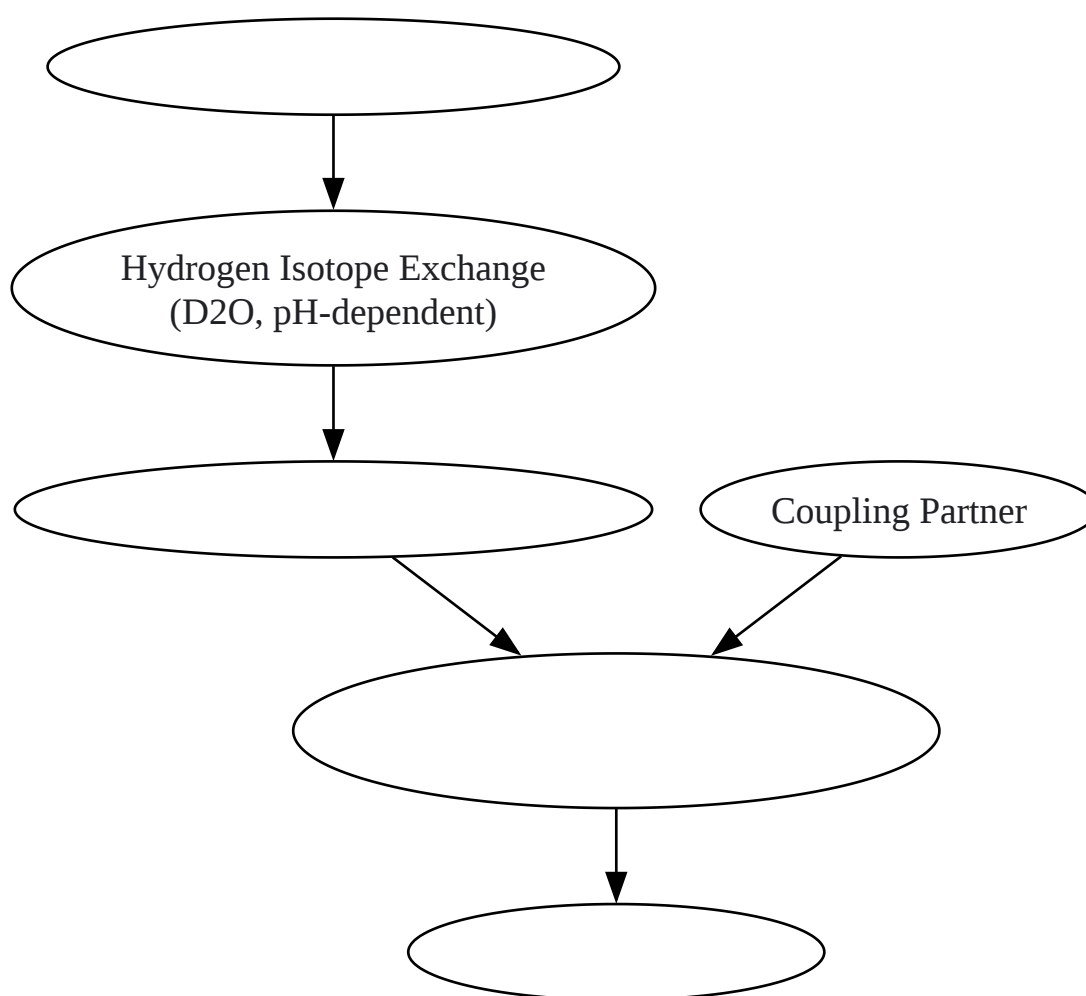 Hydrogen Isotope Exchange
(D2O, pH-dependent)
Coupling Partner